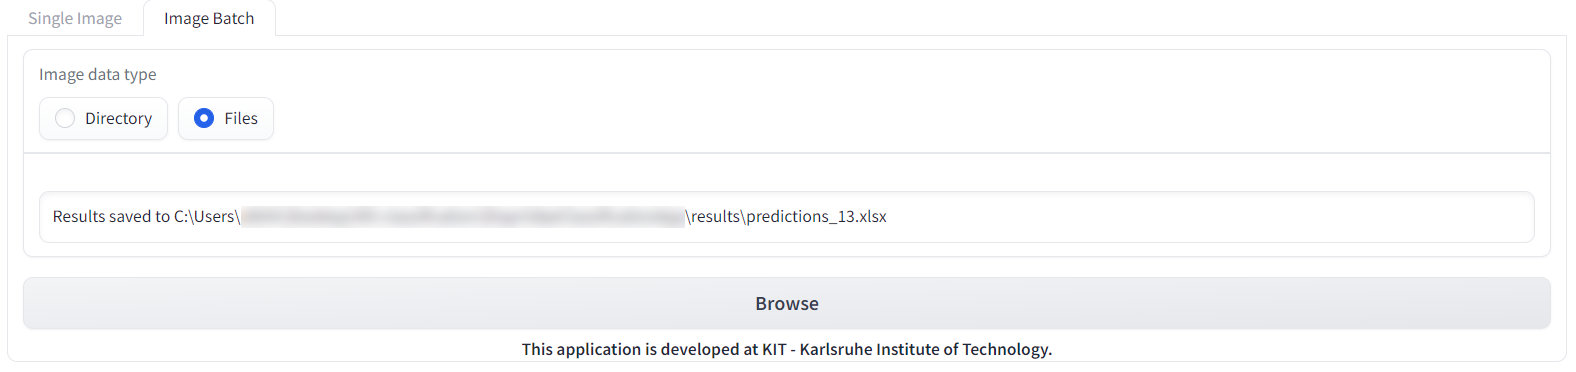 Single Image Image Batch
Image data type
Directory Files
Results saved to C:\Users\ \results\predictions_13.xlsx
Browse
This application is developed at KIT - Karlsruhe Institute of Technology.